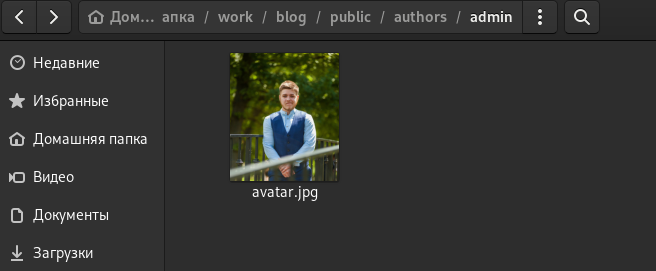 Дом… апка / work / blog / public / authors / admin
Недавние
Избранные
Домашняя папка
Видео
Документы
Загрузки
avatar.jpg